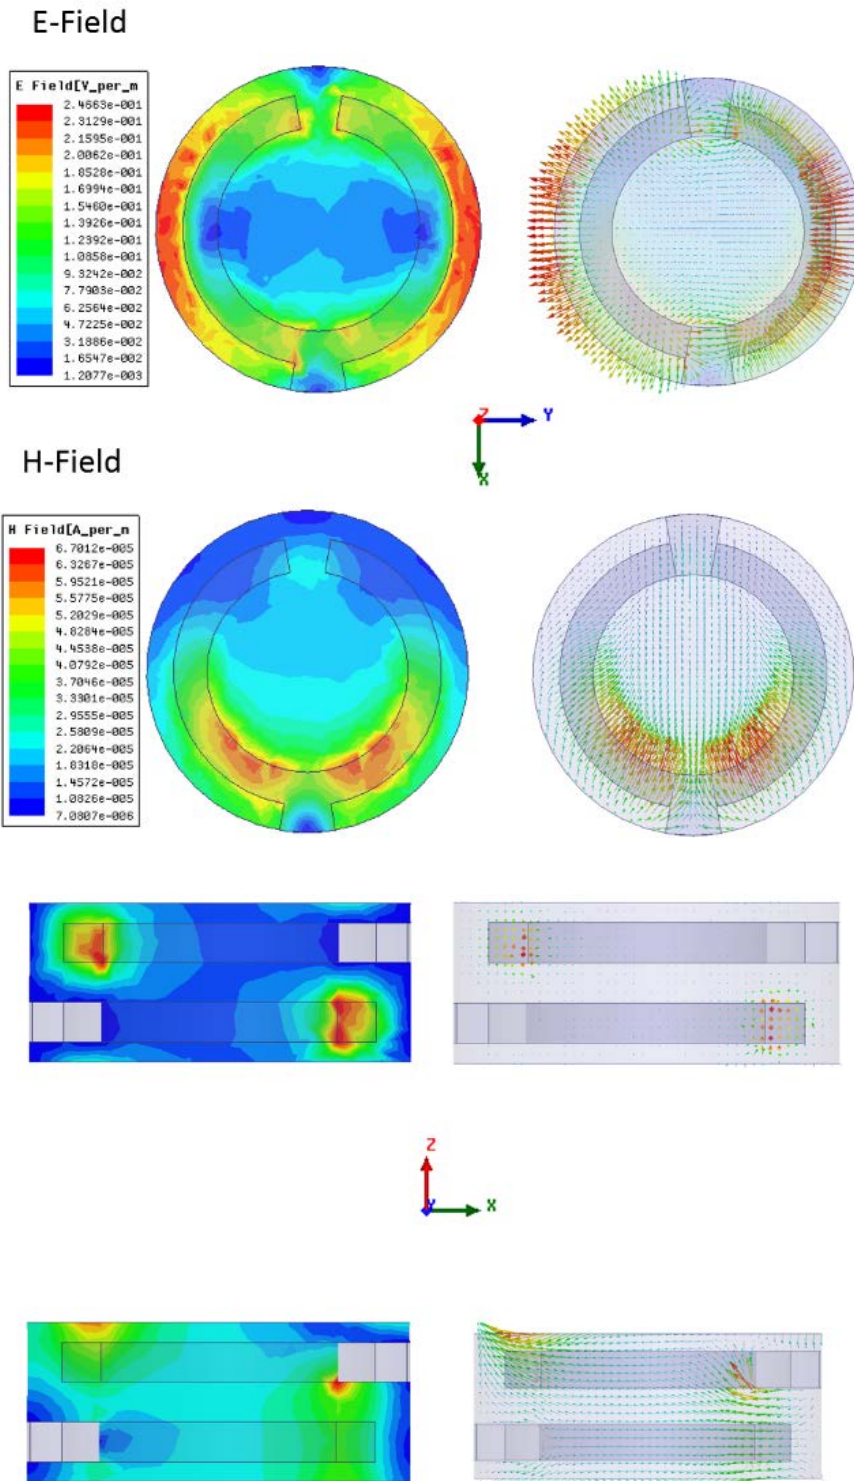 E-Field
E Field[V_per_m
2.4663e-001
2.3129e-001
2.1595e-001
2.0062e-001
1.8528e-001
1.6994e-001
1.5460e-001
1.3926e-001
1.2392e-001
1.0858e-001
9.3242e-002
7.7903e-002
6.2564e-002
4.7225e-002
3.1886e-002
1.6547e-002
1.2077e-003
Z
Y
X
H-Field
H Field[A_per_m
6.7012e-005
6.3267e-005
5.9521e-005
5.5775e-005
5.2029e-005
4.8284e-005
4.4538e-005
4.0792e-005
3.7046e-005
3.3301e-005
2.9555e-005
2.5809e-005
2.2064e-005
1.8318e-005
1.4572e-005
1.0826e-005
7.0807e-006
Z
Y
X